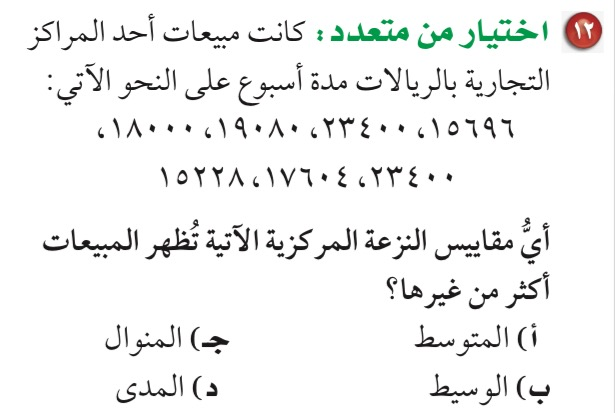 ١٢ اختيار من متعدد : كانت مبيعات أحد المراكز
التجارية بالريالات مدة أسبوع على النحو الآتي:
١٥٦٩٦، ٢٣٤٠٠، ١٩٠٨٠، ١٨٠٠٠،
٢٣٤٠٠، ١٧٦٠٤، ١٥٢٢٨
أيُّ مقاييس النزعة المركزية الآتية تُظهر المبيعات
أكثر من غيرها؟
أ) المتوسط جـ) المنوال
ب) الوسيط د) المدى